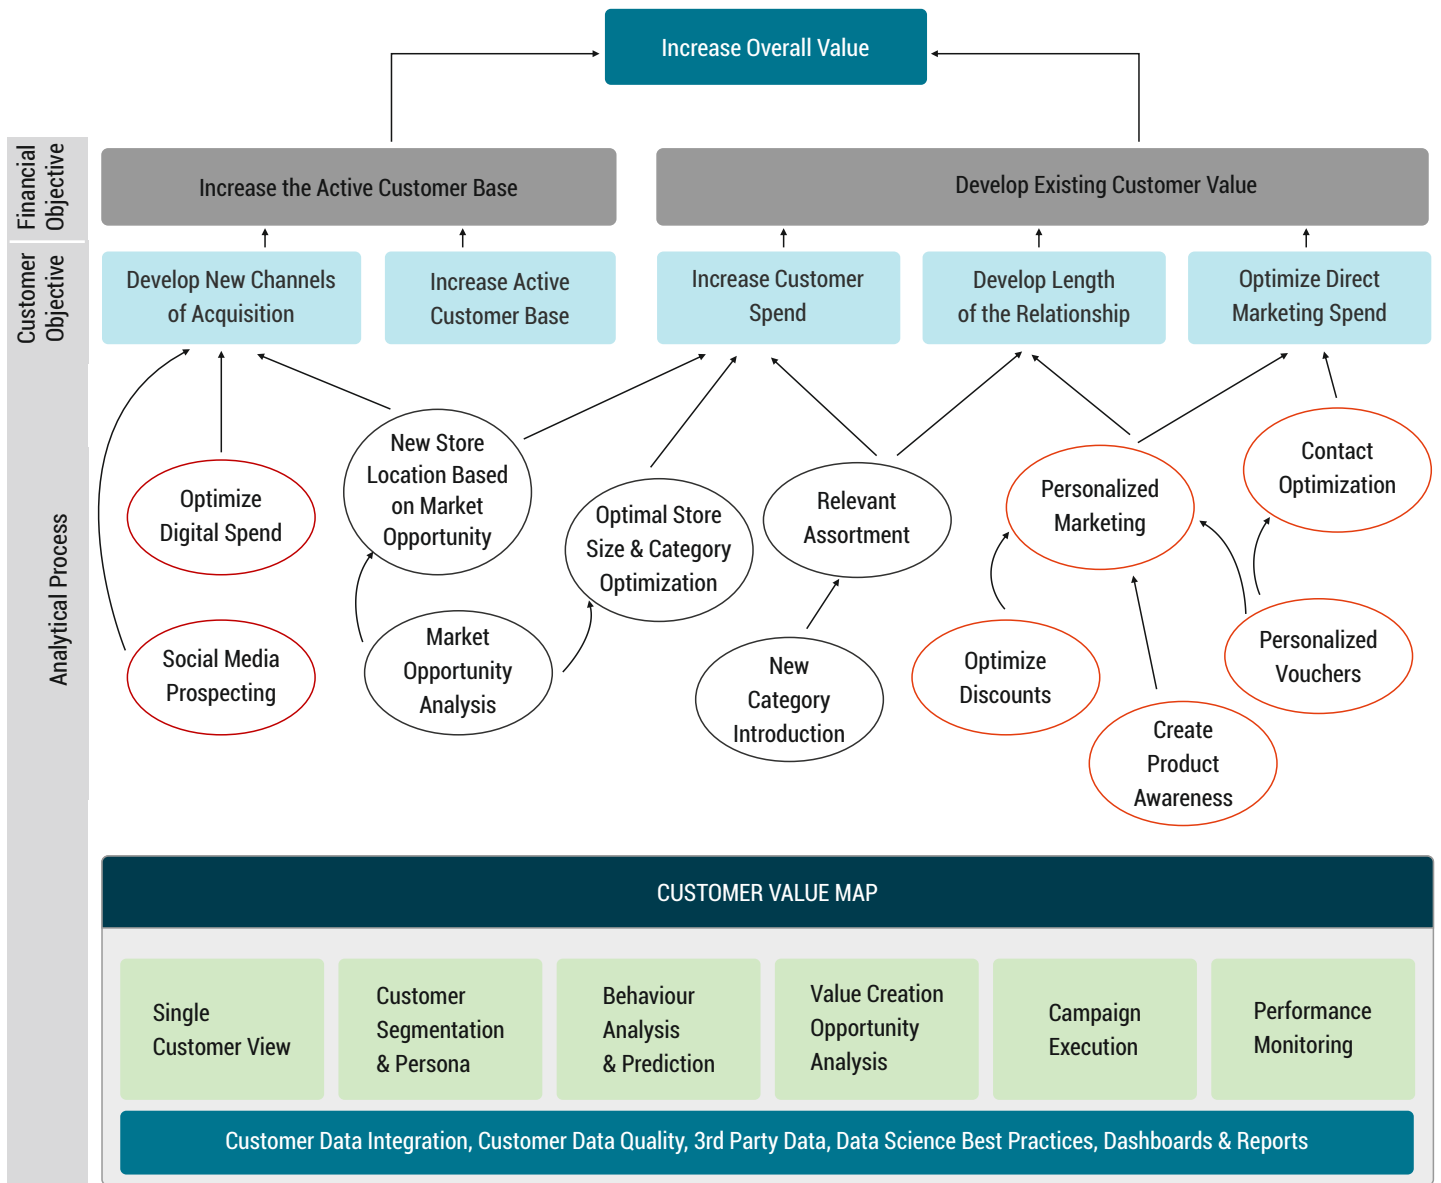 Increase Overall Value
Financial
Objective
Increase the Active Customer Base
Develop Existing Customer Value
Customer
Objective
Develop New Channels
of Acquisition
Increase Active
Customer Base
Increase Customer
Spend
Develop Length
of the Relationship
Optimize Direct
Marketing Spend
Analytical Process
Optimize
Digital Spend
New Store
Location Based
on Market
Opportunity
Optimal Store
Size & Category
Optimization
Relevant
Assortment
Personalized
Marketing
Contact
Optimization
Social Media
Prospecting
Market
Opportunity
Analysis
New
Category
Introduction
Optimize
Discounts
Create
Product
Awareness
Personalized
Vouchers
CUSTOMER VALUE MAP
Single
Customer View
Customer
Segmentation
& Persona
Behaviour
Analysis
& Prediction
Value Creation
Opportunity
Analysis
Campaign
Execution
Performance
Monitoring
Customer Data Integration, Customer Data Quality, 3rd Party Data, Data Science Best Practices, Dashboards & Reports